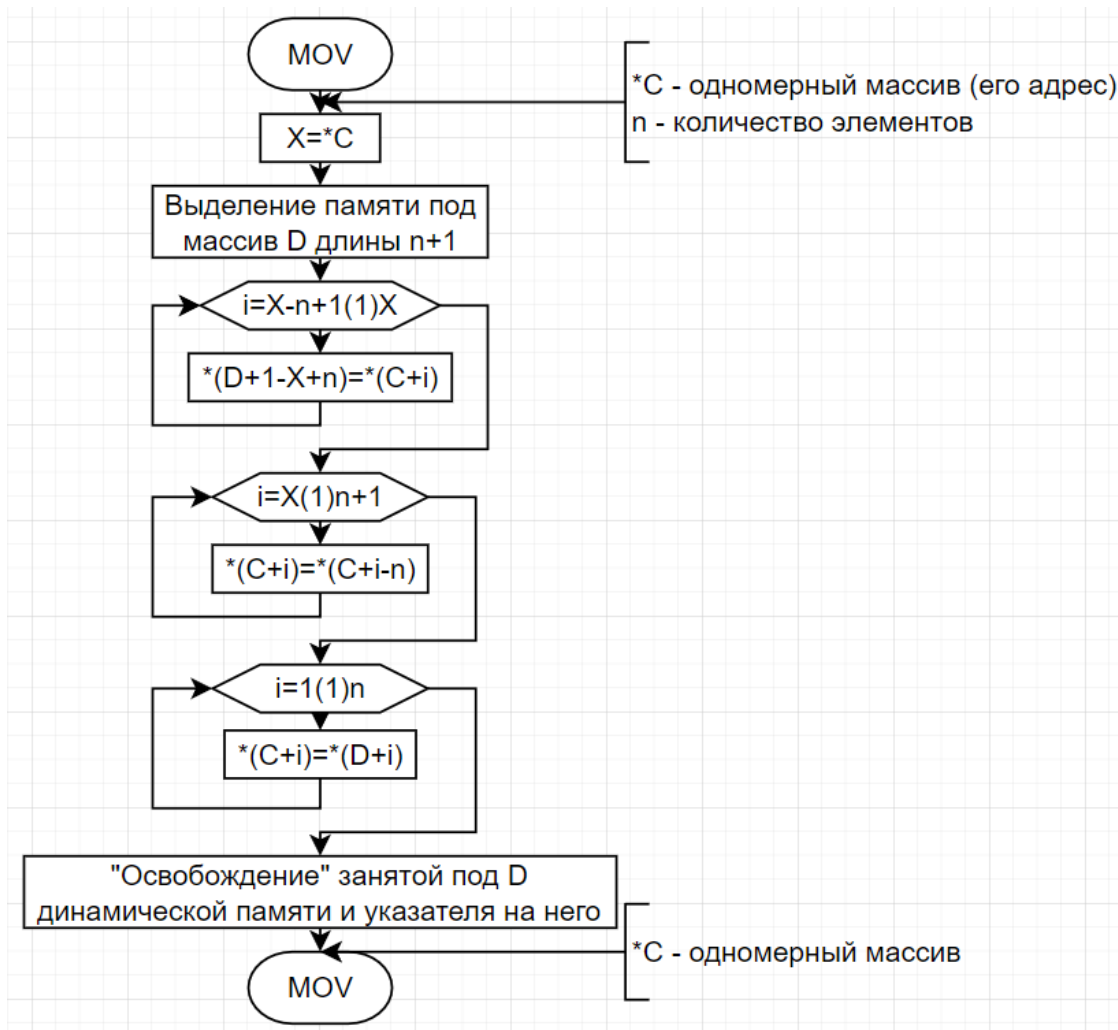 MOV
*C - одномерный массив (его адрес)
n - количество элементов
X=*C
Выделение памяти под
массив D длины n+1
i=X-n+1(1)X
*(D+1-X+n)=*(C+i)
i=X(1)n+1
*(C+i)=*(C+i-n)
i=1(1)n
*(C+i)=*(D+i)
"Освобождение" занятой под D
динамической памяти и указателя на него
*C - одномерный массив
MOV